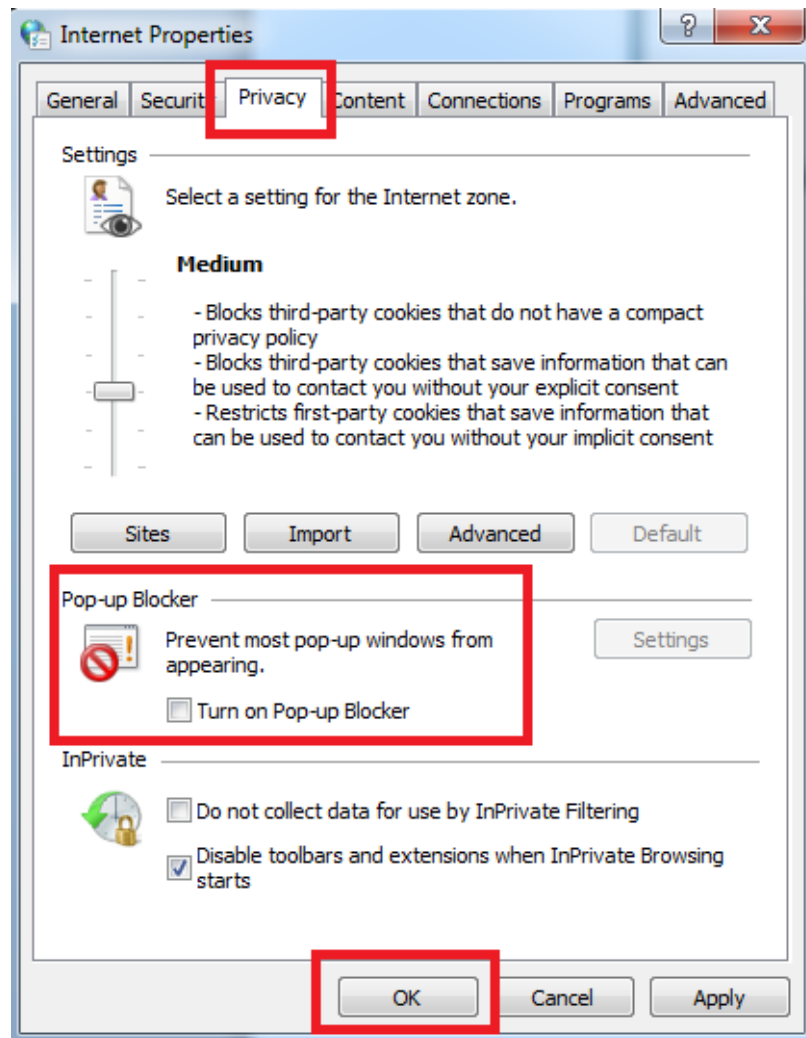 Internet Properties
?
X
General Security Privacy Content Connections Programs Advanced
Settings
Select a setting for the Internet zone.
Medium
- Blocks third-party cookies that do not have a compact
privacy policy
- Blocks third-party cookies that save information that can
be used to contact you without your explicit consent
- Restricts first-party cookies that save information that
can be used to contact you without your implicit consent
Sites Import Advanced Default
Pop-up Blocker
Prevent most pop-up windows from
appearing.
Settings
Turn on Pop-up Blocker
InPrivate
Do not collect data for use by InPrivate Filtering
Disable toolbars and extensions when InPrivate Browsing
starts
OK Cancel Apply